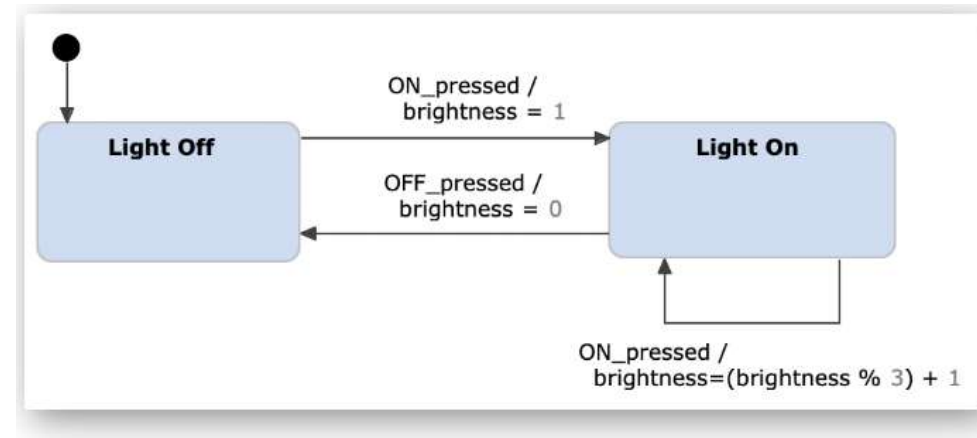 ON_pressed /
brightness = 1
Light Off
Light On
OFF_pressed /
brightness = 0
ON_pressed /
brightness=(brightness % 3) + 1